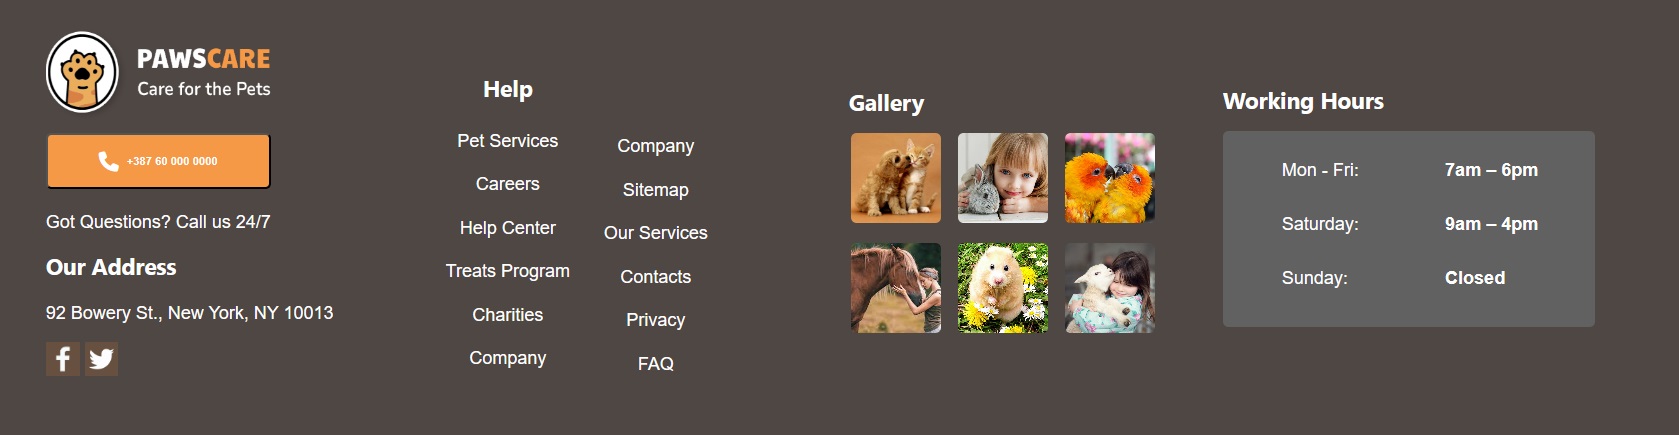 PAWSCARE
Care for the Pets
+387 60 000 0000
Got Questions? Call us 24/7
Our Address
92 Bowery St., New York, NY 10013
Help
Pet Services
Careers
Help Center
Treats Program
Charities
Company
Company
Sitemap
Our Services
Contacts
Privacy
FAQ
Gallery
Working Hours
Mon - Fri: 7am – 6pm
Saturday: 9am – 4pm
Sunday: Closed